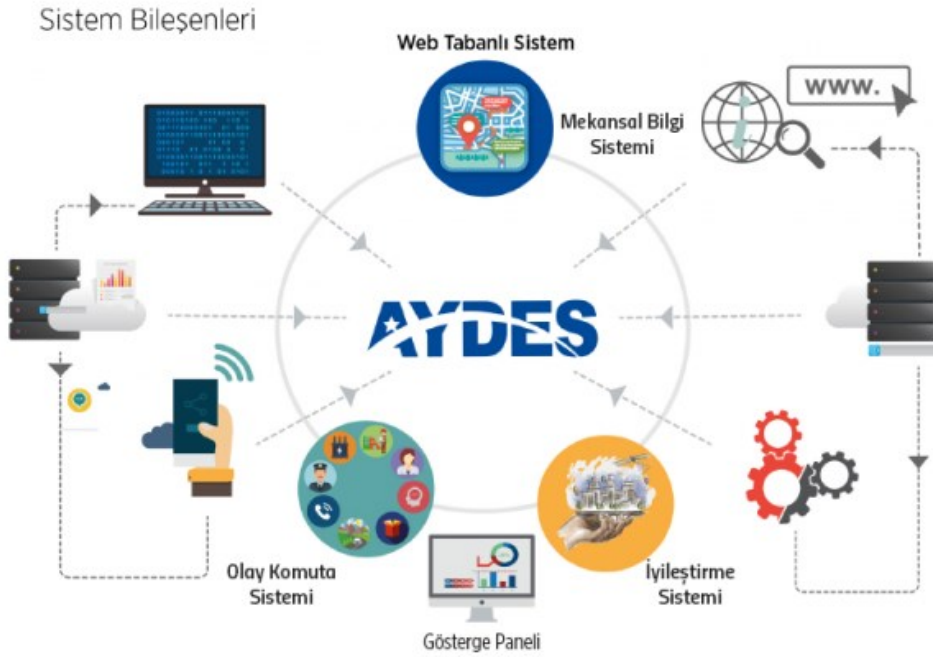 Sistem Bileşenleri
Web Tabanlı Sistem
www.
Mekansal Bilgi
Sistemi
AYDES
Olay Komuta
Sistemi
İyileştirme
Sistemi
Gösterge Paneli